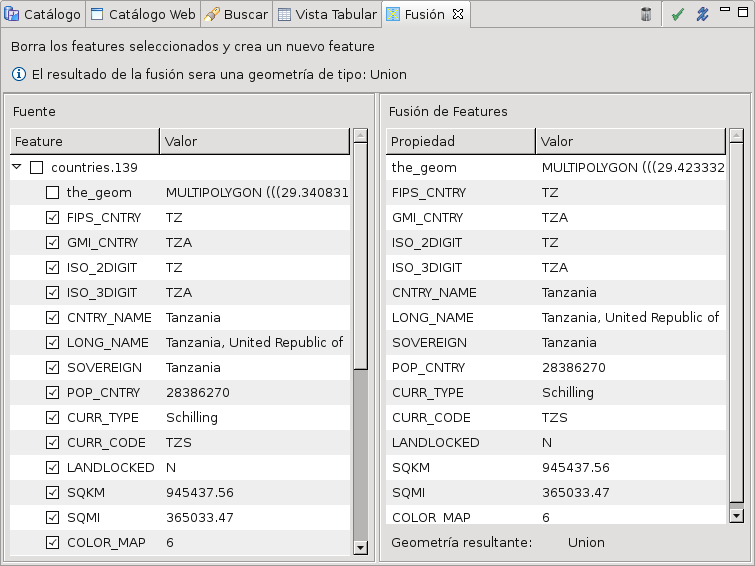 Catálogo Catálogo Web Buscar Vista Tabular Fusión
Borra los features seleccionados y crea un nuevo feature
El resultado de la fusión sera una geometría de tipo: Union
Fuente
Feature Valor
countries.139
the_geom MULTIPOLYGON (((29.340831
FIPS_CNTRY TZ
GMI_CNTRY TZA
ISO_2DIGIT TZ
ISO_3DIGIT TZA
CNTRY_NAME Tanzania
LONG_NAME Tanzania, United Republic of
SOVEREIGN Tanzania
POP_CNTRY 28386270
CURR_TYPE Schilling
CURR_CODE TZS
LANDLOCKED N
SQKM 945437.56
SQMI 365033.47
COLOR_MAP 6
Fusión de Features
Propiedad Valor
the_geom MULTIPOLYGON (((29.423332
FIPS_CNTRY TZ
GMI_CNTRY TZA
ISO_2DIGIT TZ
ISO_3DIGIT TZA
CNTRY_NAME Tanzania
LONG_NAME Tanzania, United Republic of
SOVEREIGN Tanzania
POP_CNTRY 28386270
CURR_TYPE Schilling
CURR_CODE TZS
LANDLOCKED N
SQKM 945437.56
SQMI 365033.47
COLOR_MAP 6
Geometría resultante: Union